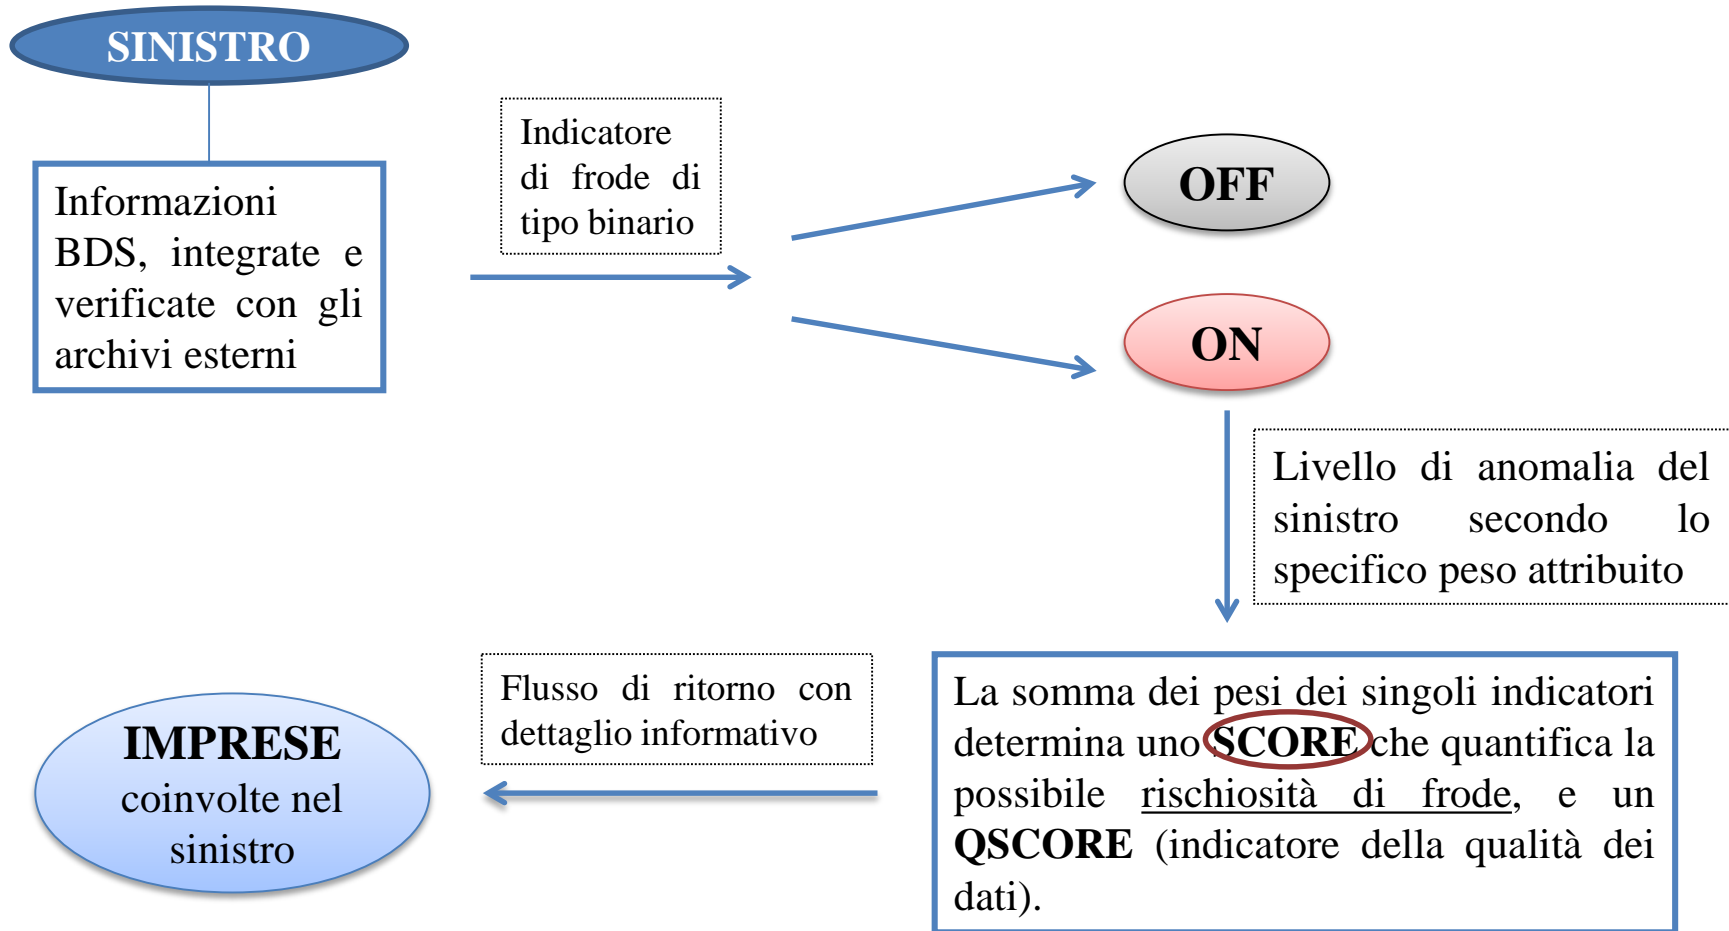 SINISTRO
Informazioni
BDS, integrate e
verificate con gli
archivi esterni
Indicatore
di frode di
tipo binario
OFF
ON
Livello di anomalia del
sinistro secondo lo
specifico peso attribuito
La somma dei pesi dei singoli indicatori
determina uno SCORE che quantifica la
possibile rischiosità di frode, e un
QSCORE (indicatore della qualità dei
dati).
Flusso di ritorno con
dettaglio informativo
IMPRESE
coinvolte nel
sinistro